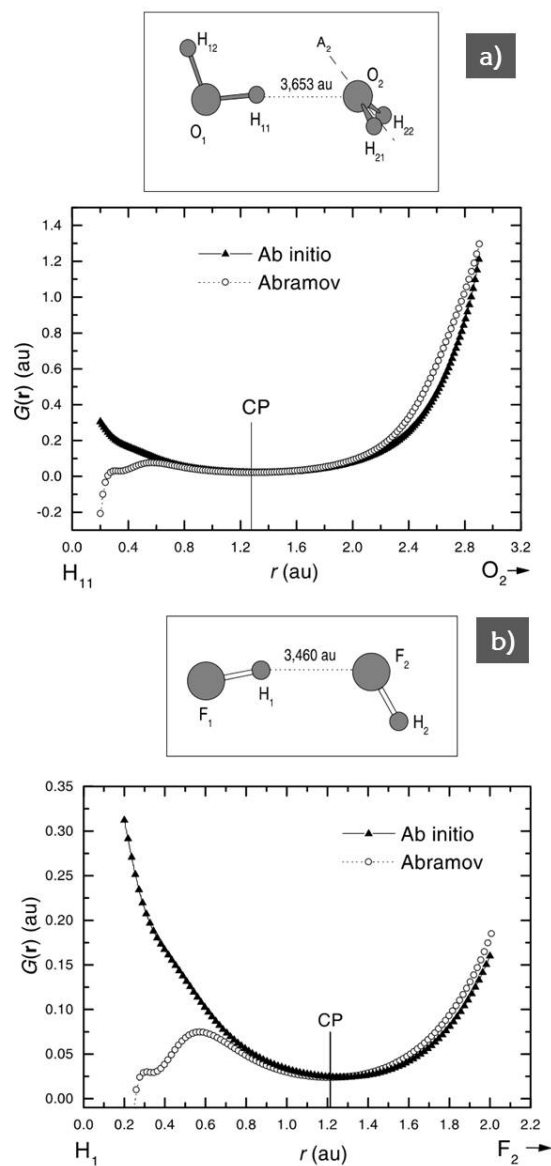 a)
H12
A2
3,653 au
O2
O1
H11
H22
H21
1.4
1.2
1.0
0.8
0.6
0.4
0.2
0.0
-0.2
G(r) (au)
Ab initio
Abramov
CP
0.0 0.4 0.8 1.2 1.6 2.0 2.4 2.8 3.2
H11 r (au) O2→
b)
3,460 au
F2
H1
F1
H2
0.35
0.30
0.25
0.20
0.15
0.10
0.05
0.00
G(r) (au)
Ab initio
Abramov
CP
0.0 0.2 0.4 0.6 0.8 1.0 1.2 1.4 1.6 1.8 2.0 2.2
H1 r (au) F2→